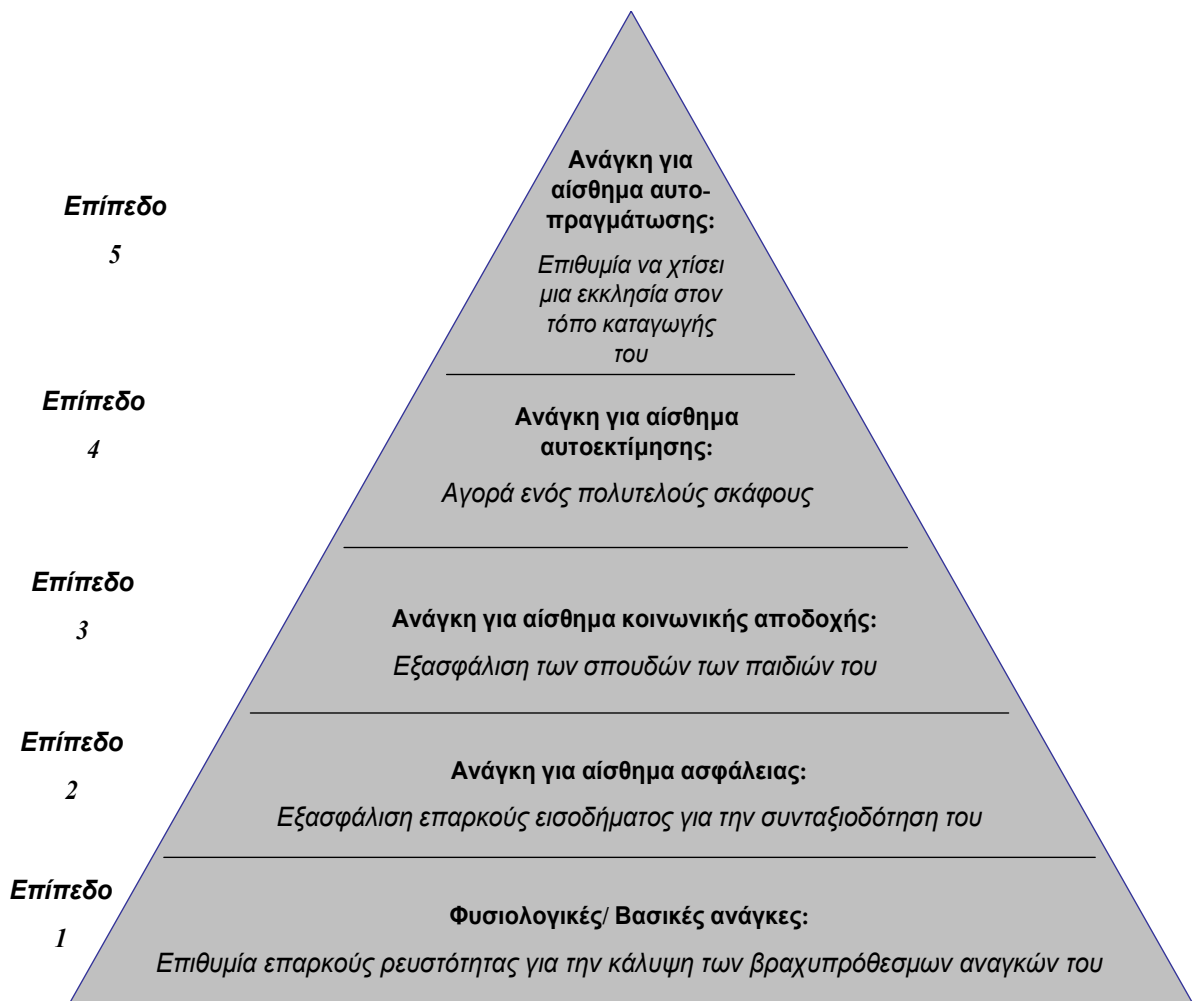 Επίπεδο
5
Ανάγκη για
αίσθημα αυτο-
πραγμάτωσης:
Επιθυμία να χτίσει
μια εκκλησία στον
τόπο καταγωγής
του
Επίπεδο
4
Ανάγκη για αίσθημα
αυτοεκτίμησης:
Αγορά ενός πολυτελούς σκάφους
Επίπεδο
3
Ανάγκη για αίσθημα κοινωνικής αποδοχής:
Εξασφάλιση των σπουδών των παιδιών του
Επίπεδο
2
Ανάγκη για αίσθημα ασφάλειας:
Εξασφάλιση επαρκούς εισοδήματος για την συνταξιοδότηση του
Επίπεδο
1
Φυσιολογικές/ Βασικές ανάγκες:
Επιθυμία επαρκούς ρευστότητας για την κάλυψη των βραχυπρόθεσμων αναγκών του